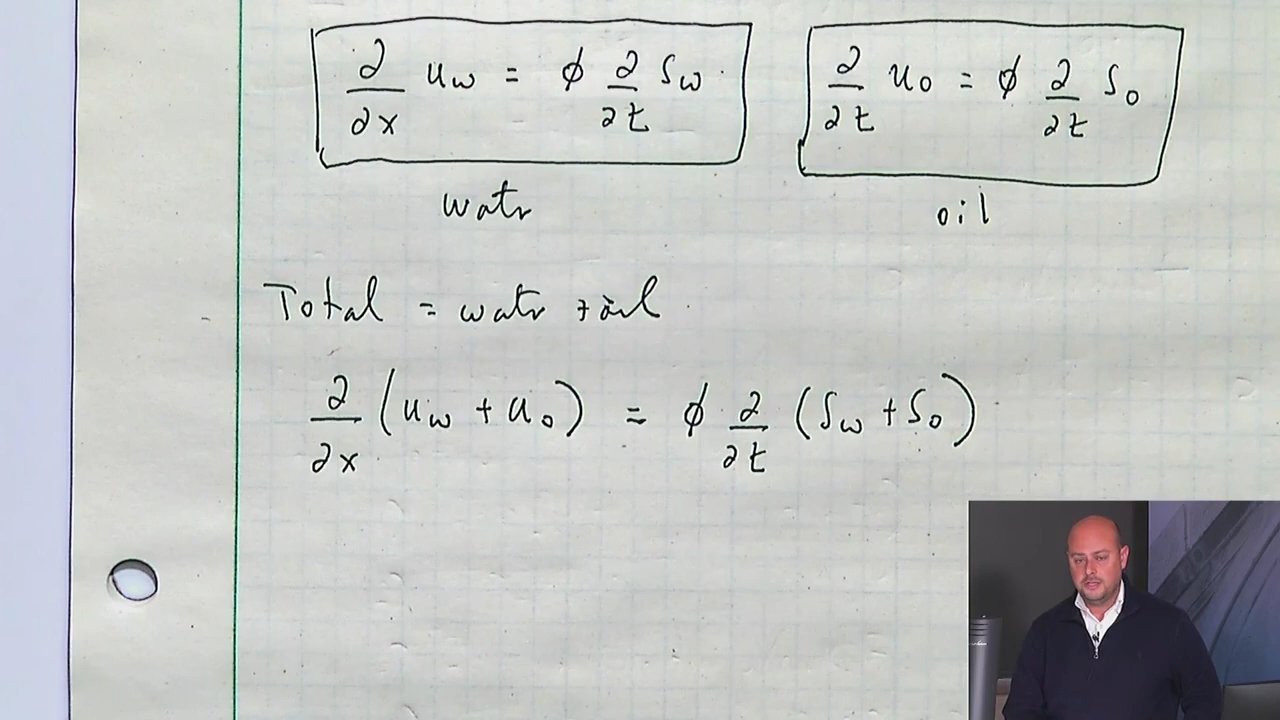 ∂/∂x u_w = ϕ ∂/∂t S_w
∂/∂t u_o = ϕ ∂/∂t S_o
watr
oil
Total = watr + oil
∂/∂x (u_w + u_o) = ϕ ∂/∂t (S_w + S_o)